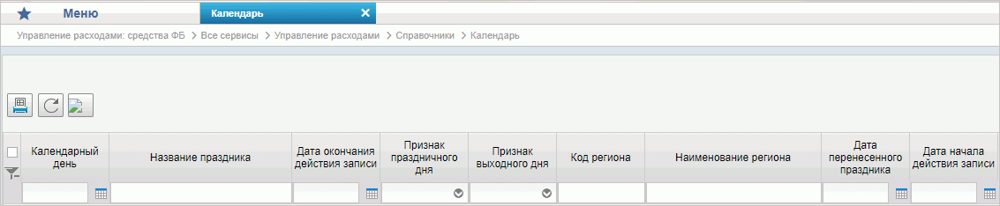 Меню
Календарь
Управление расходами: средства ФБ
Все сервисы
Управление расходами
Справочники
Календарь
Календарный
день
Название праздника
Дата окончания
действия записи
Признак
праздничного
дня
Признак
выходного дня
Код региона
Наименование региона
Дата
перенесенного
праздника
Дата начала
действия записи